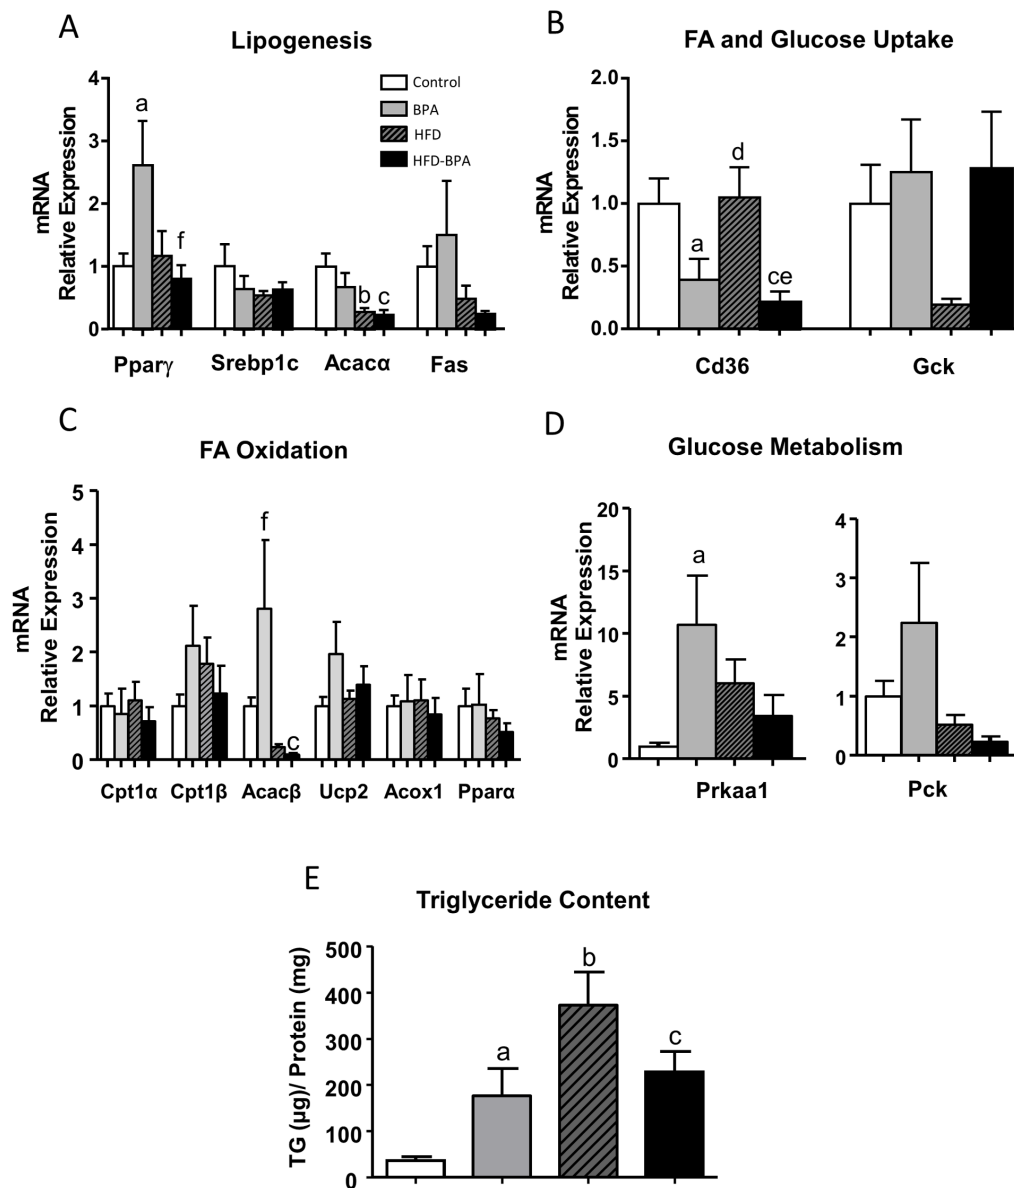 A
Lipogenesis
mRNA
Relative Expression
4
3
2
1
0
a
f
b
c
Control
BPA
HFD
HFD-BPA
Pparγ Srebp1c Acacα Fas
B
FA and Glucose Uptake
mRNA
Relative Expression
2.0
1.5
1.0
0.5
0.0
a
d
ce
Cd36 Gck
C
FA Oxidation
mRNA
Relative Expression
5
4
3
2
1
0
f
c
Cpt1α Cpt1β Acacβ Ucp2 Acox1 Pparα
D
Glucose Metabolism
mRNA
Relative Expression
20
15
10
5
0
a
Prkaa1
4
3
2
1
0
Pck
E
Triglyceride Content
TG (µg)/ Protein (mg)
500
400
300
200
100
0
a
b
c